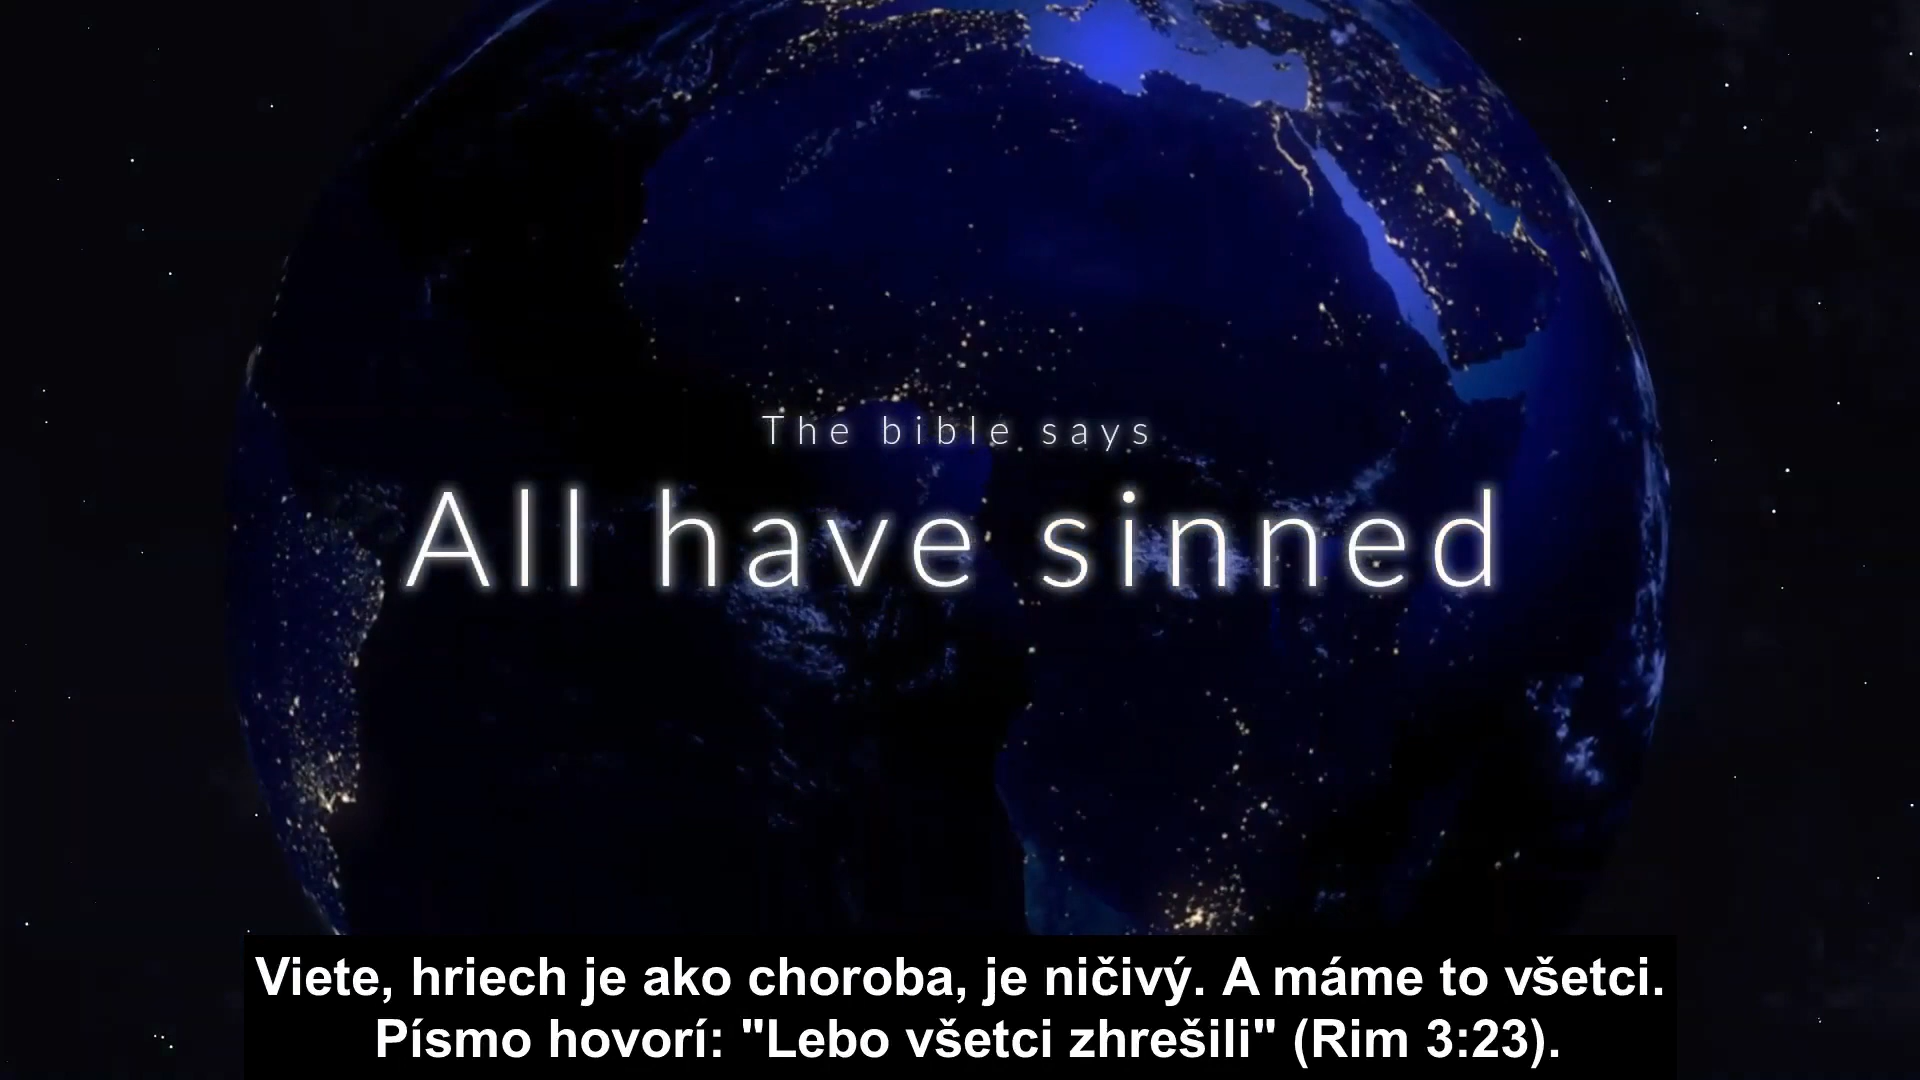 The bible says
All have sinned
Viete, hriech je ako choroba, je ničivý. A máme to všetci.
Písmo hovorí: "Lebo všetci zhrešili" (Rim 3:23).